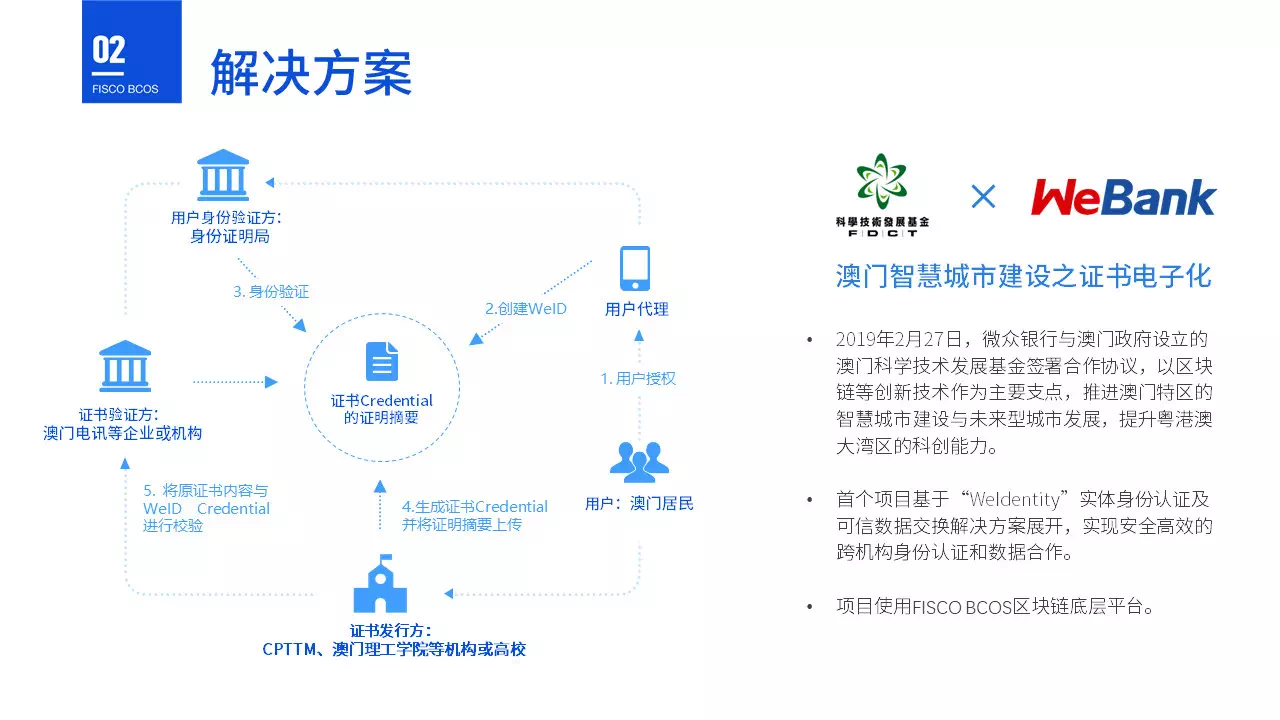 02
FISCO BCOS
解决方案
用户身份验证方：
身份证明局
3. 身份验证
2.创建WeID
用户代理
1. 用户授权
证书Credential
的证明摘要
证书验证方：
澳门电讯等企业或机构
5. 将原证书内容与
WeID Credential
进行校验
4.生成证书Credential
并将证明摘要上传
用户：澳门居民
证书发行方：
CPTTM、澳门理工学院等机构或高校
科學技術發展基金
F|D|C|T
WeBank
澳门智慧城市建设之证书电子化
• 2019年2月27日，微众银行与澳门政府设立的
澳门科学技术发展基金签署合作协议，以区块
链等创新技术作为主要支点，推进澳门特区的
智慧城市建设与未来型城市发展，提升粤港澳
大湾区的科创能力。
• 首个项目基于“WeIdentity”实体身份认证及
可信数据交换解决方案展开，实现安全高效的
跨机构身份认证和数据合作。
• 项目使用FISCO BCOS区块链底层平台。